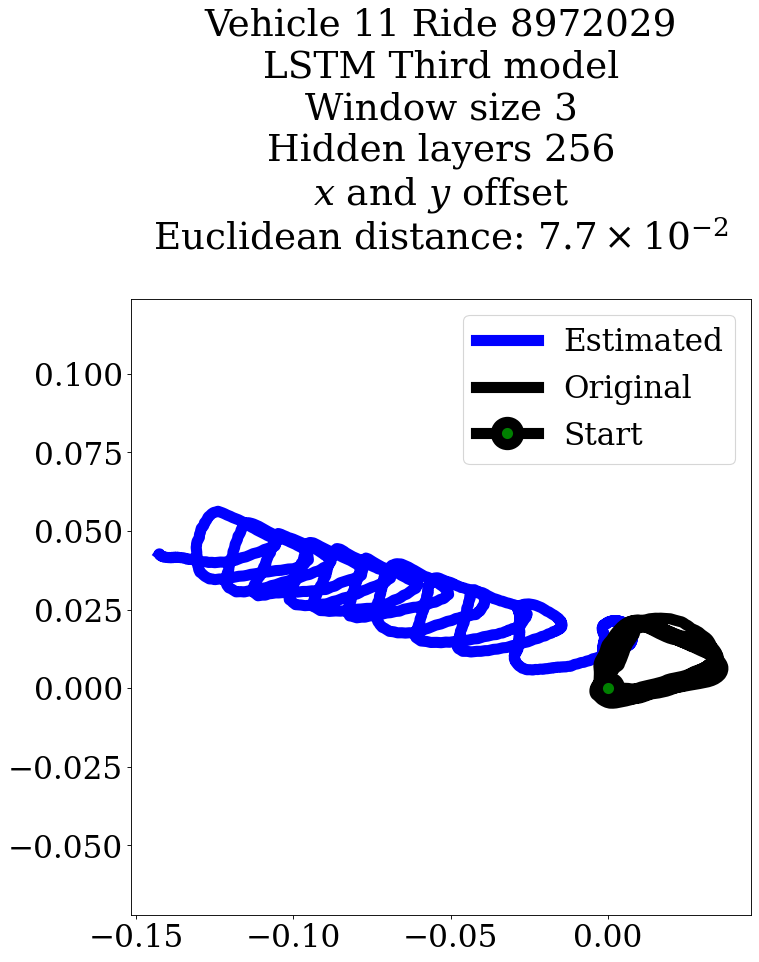 Vehicle 11 Ride 8972029
LSTM Third model
Window size 3
Hidden layers 256
x and y offset
Euclidean distance: 7.7 × 10⁻²
Estimated
Original
Start
0.100
0.075
0.050
0.025
0.000
−0.025
−0.050
−0.15
−0.10
−0.05
0.00